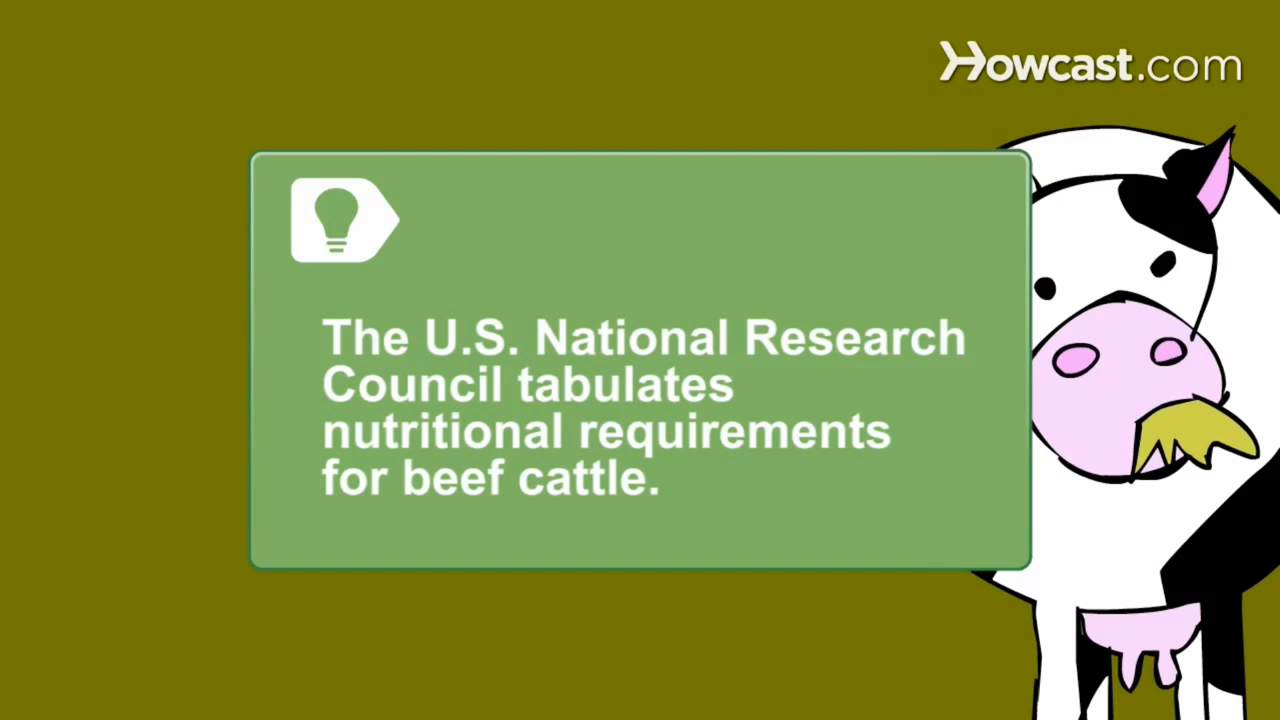 Howcast.com
The U.S. National Research
Council tabulates
nutritional requirements
for beef cattle.